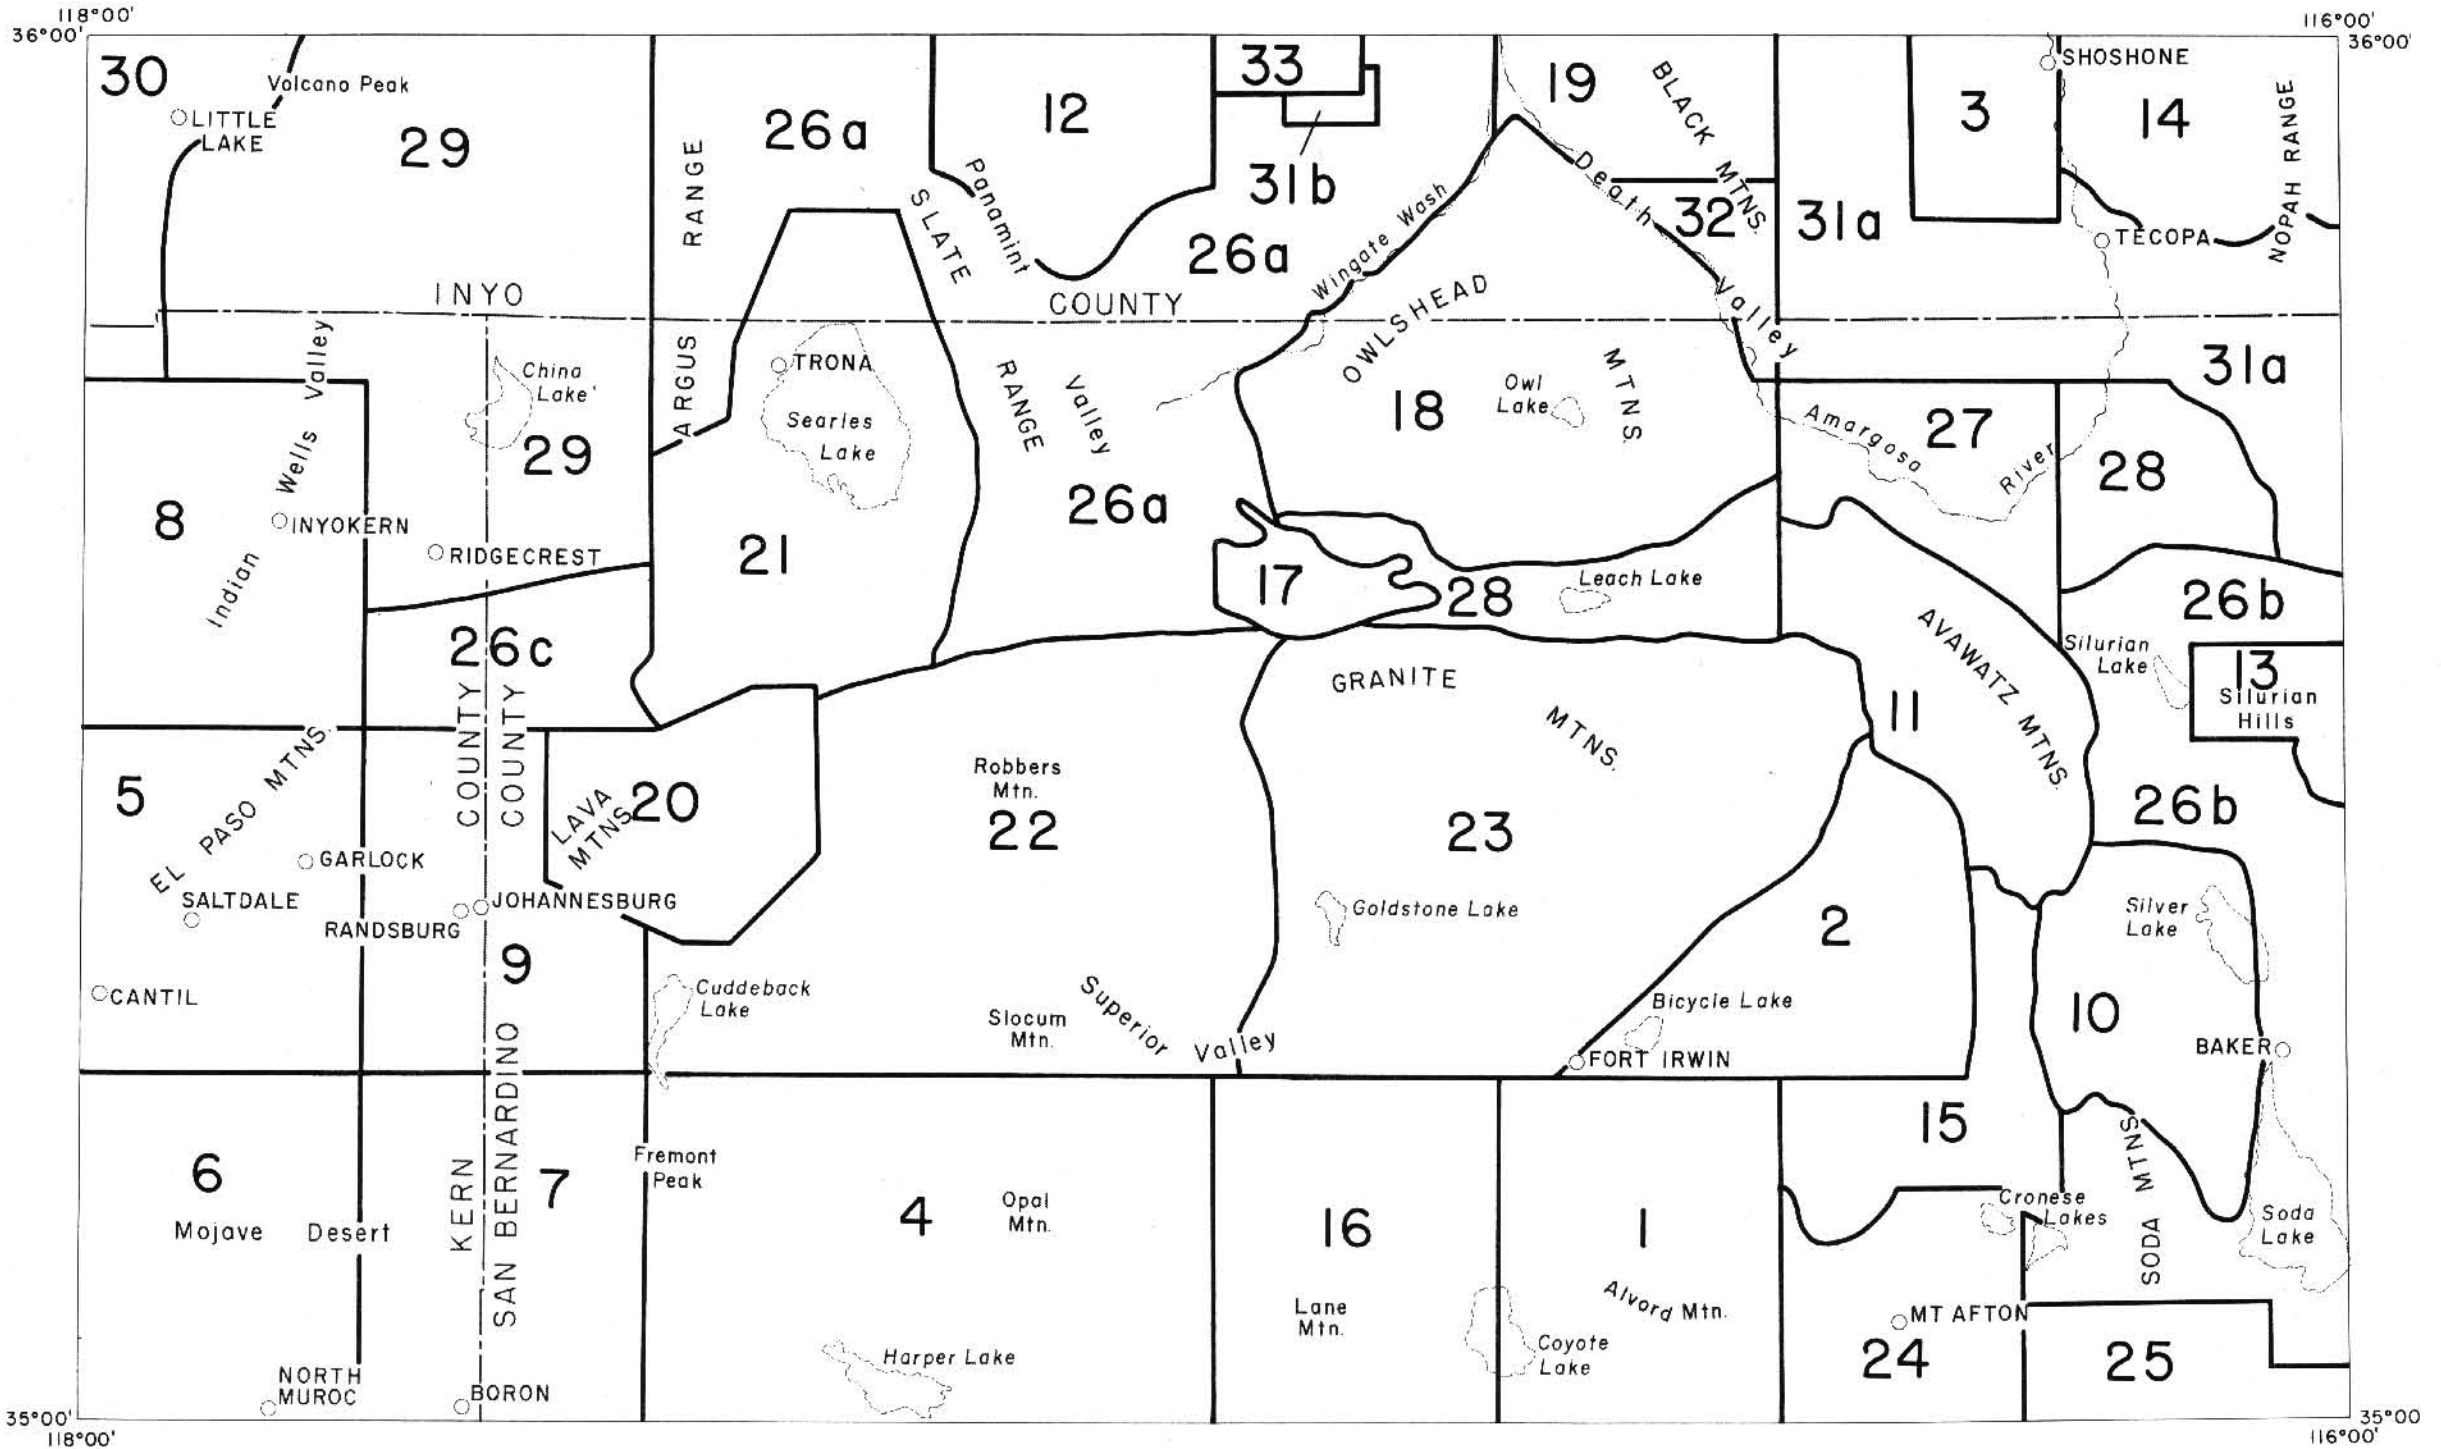 118°00'
116°00'
36°00'
36°00'
30
Volcano Peak
LITTLE
LAKE
29
RANGE
26a
12
33
31b
19
BLACK MTNS.
3
SHOSHONE
14
NOPAH RANGE
SLATE
Panamint
26a
Wingate Wash
Death
32
31a
TECOPA
INYO
COUNTY
OWLSHEAD
Valley
Valley
China
Lake
ARGUS
TRONA
Searles
Lake
RANGE
Valley
18
Owl
Lake
MTNS.
31a
Amargosa
27
River
28
8
Indian Wells
INYOKERN
29
RIDGECREST
21
26a
17
28
Leach Lake
26b
26c
GRANITE
MTNS.
11
AVAWATZ MTNS.
Silurian
Lake
13
Silurian
Hills
COUNTY
COUNTY
5
EL PASO MTNS.
LAVA
MTNS.
20
Robbers
Mtn.
22
23
26b
GARLOCK
SALTDALE
JOHANNESBURG
RANDSBURG
9
Goldstone Lake
2
Silver
Lake
CANTIL
Cuddeback
Lake
Slocum
Mtn.
Superior
Valley
Bicycle Lake
FORT IRWIN
10
BAKER
6
Mojave Desert
KERN
SAN BERNARDINO
7
Fremont
Peak
4
Opal
Mtn.
16
1
15
Cronese
Lakes
SODA MTNS.
Soda
Lake
Lane
Mtn.
Alvord Mtn.
MT AFTON
Harper Lake
Coyote
Lake
24
25
NORTH
MUROC
BORON
35°00'
35°00
118°00'
116°00'